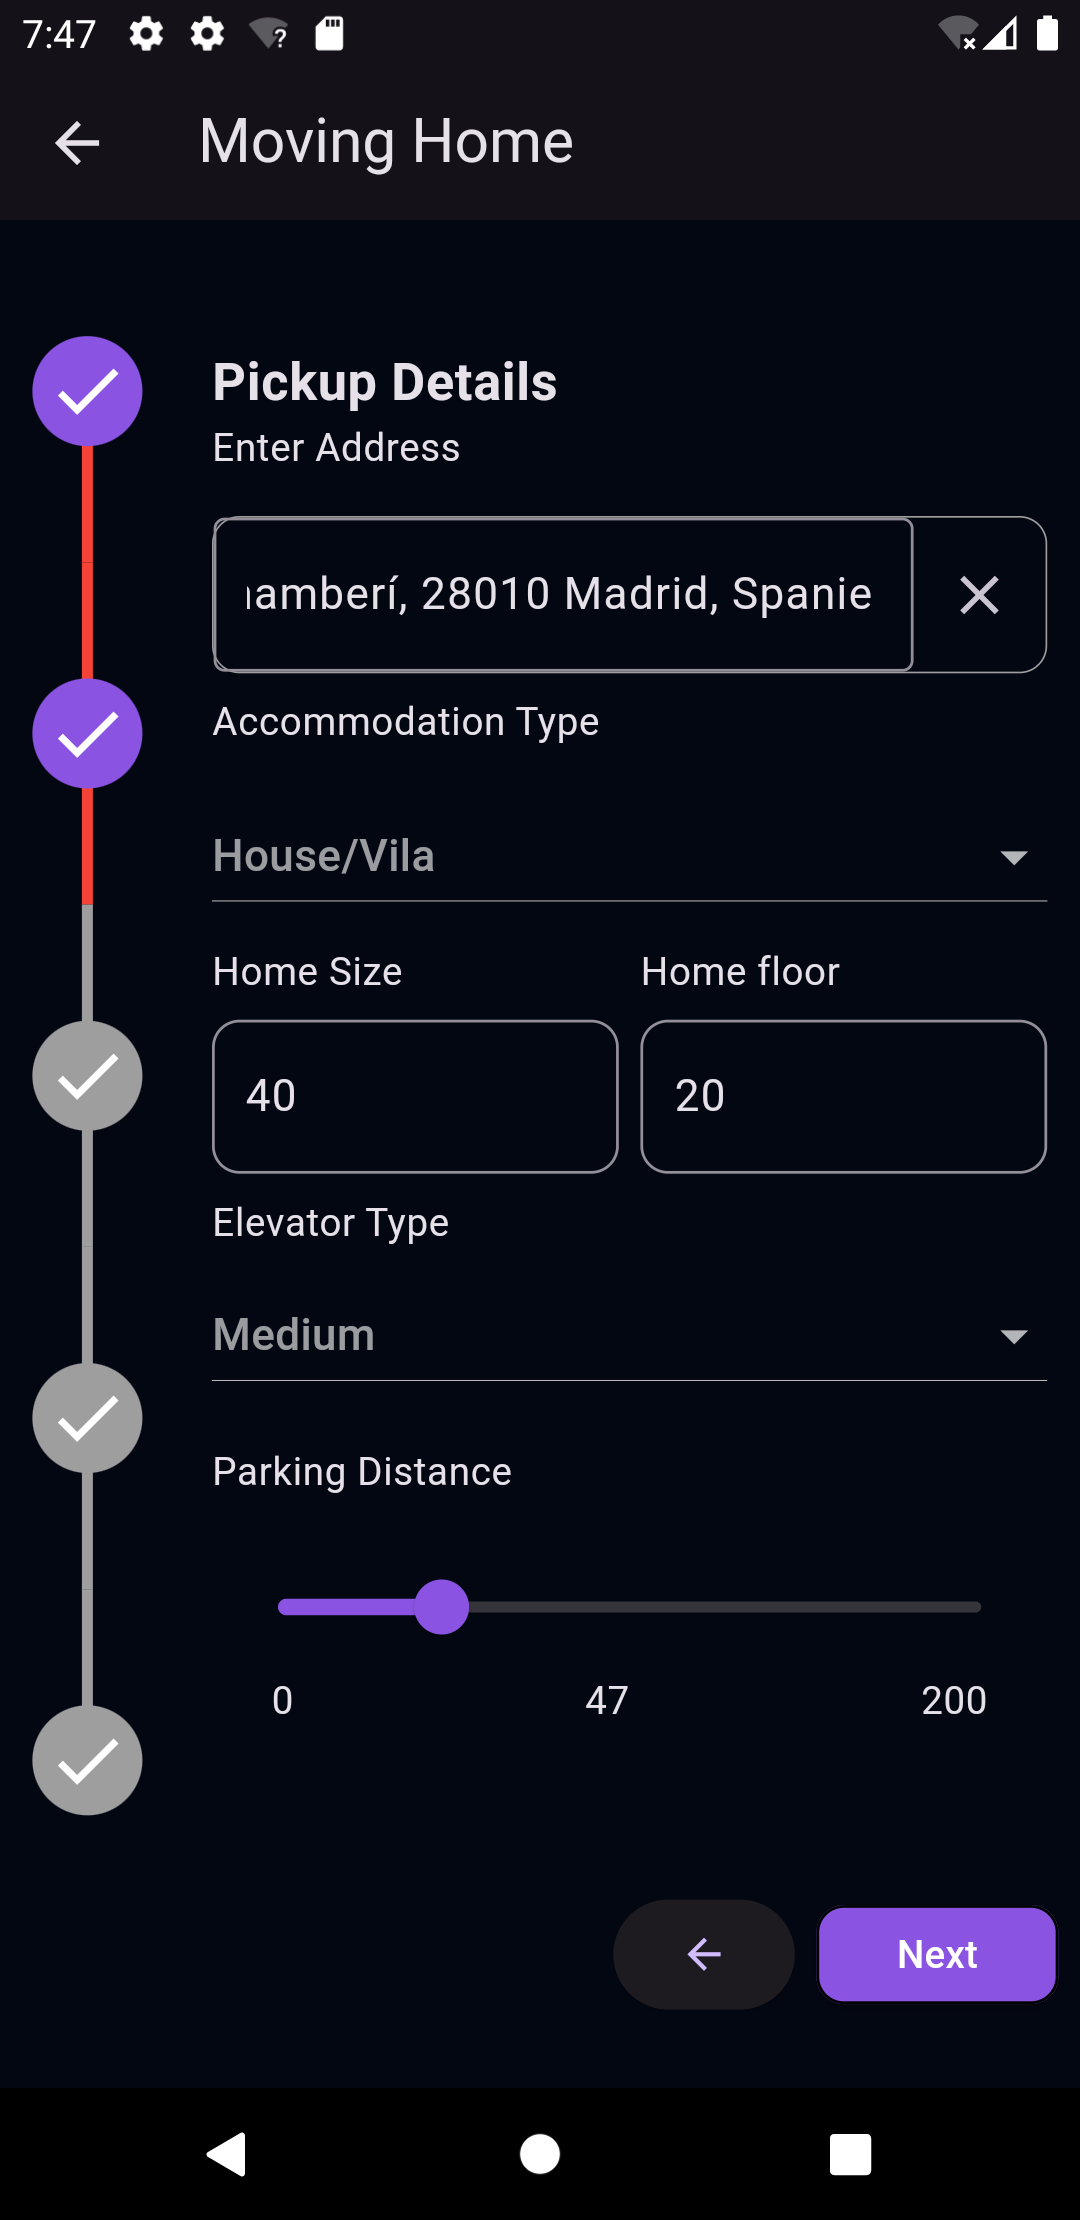 7:47
Moving Home
Pickup Details
Enter Address
amberí, 28010 Madrid, Spanie
Accommodation Type
House/Vila
Home Size Home floor
40 20
Elevator Type
Medium
Parking Distance
0 47 200
Next